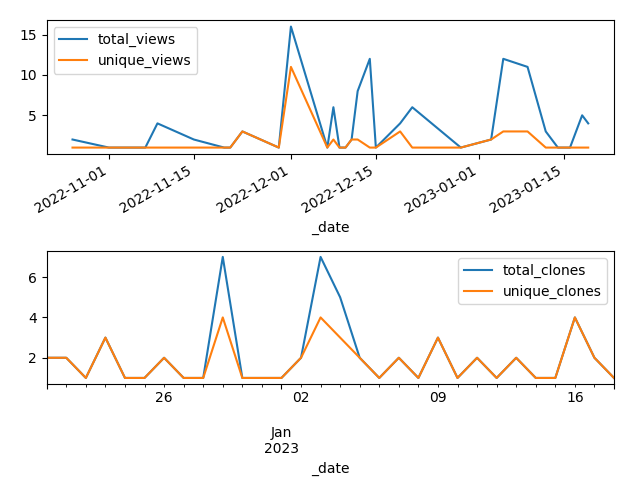 15
10
5
total_views
unique_views
2022-11-01
2022-11-15
2022-12-01
2022-12-15
2023-01-01
2023-01-15
_date
6
4
2
total_clones
unique_clones
26
02
09
16
Jan
2023
_date